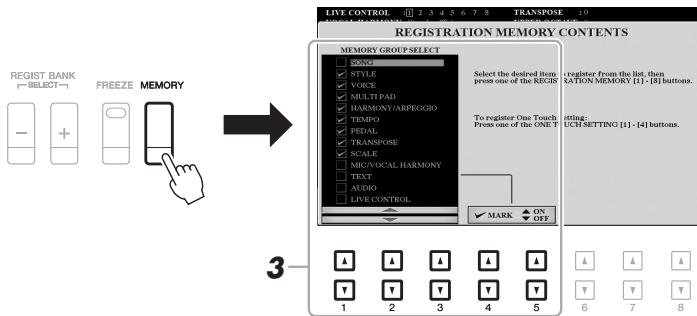 REGIST BANK
SELECT
FREEZE MEMORY
- +
LIVE CONTROL :1 2 3 4 5 6 7 8 TRANSPOSE :0
REGISTRATION MEMORY CONTENTS
MEMORY GROUP SELECT
SONG
STYLE
VOICE
MULTI PAD
HARMONY/ARPEGGIO
TEMPO
PEDAL
TRANSPOSE
SCALE
MIC/VOCAL HARMONY
TEXT
AUDIO
LIVE CONTROL
Select the desired item to register from the list, then
press one of the REGISTRATION MEMORY [1] - [8] buttons.
To register One Touch Setting:
Press one of the ONE TOUCH SETTING [1] - [4] buttons.
MARK ON
OFF
3
1 2 3 4 5 6 7 8